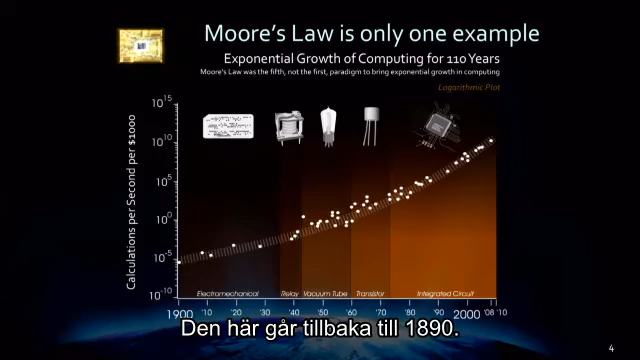 Moore's Law is only one example
Exponential Growth of Computing for 110 Years
Moore's Law was the fifth, not the first, paradigm to bring exponential growth in computing
Logarithmic Plot
Calculations per Second per $1000
10^15
10^10
10^5
10^0
10^-5
10^-10
Electromechanical Relay Vacuum Tube Transistor Integrated Circuit
1900 '10 '20 '30 '40 '50 '60 '70 '80 '90 2000 '08 '10
Den här går tillbaka till 1890.
4